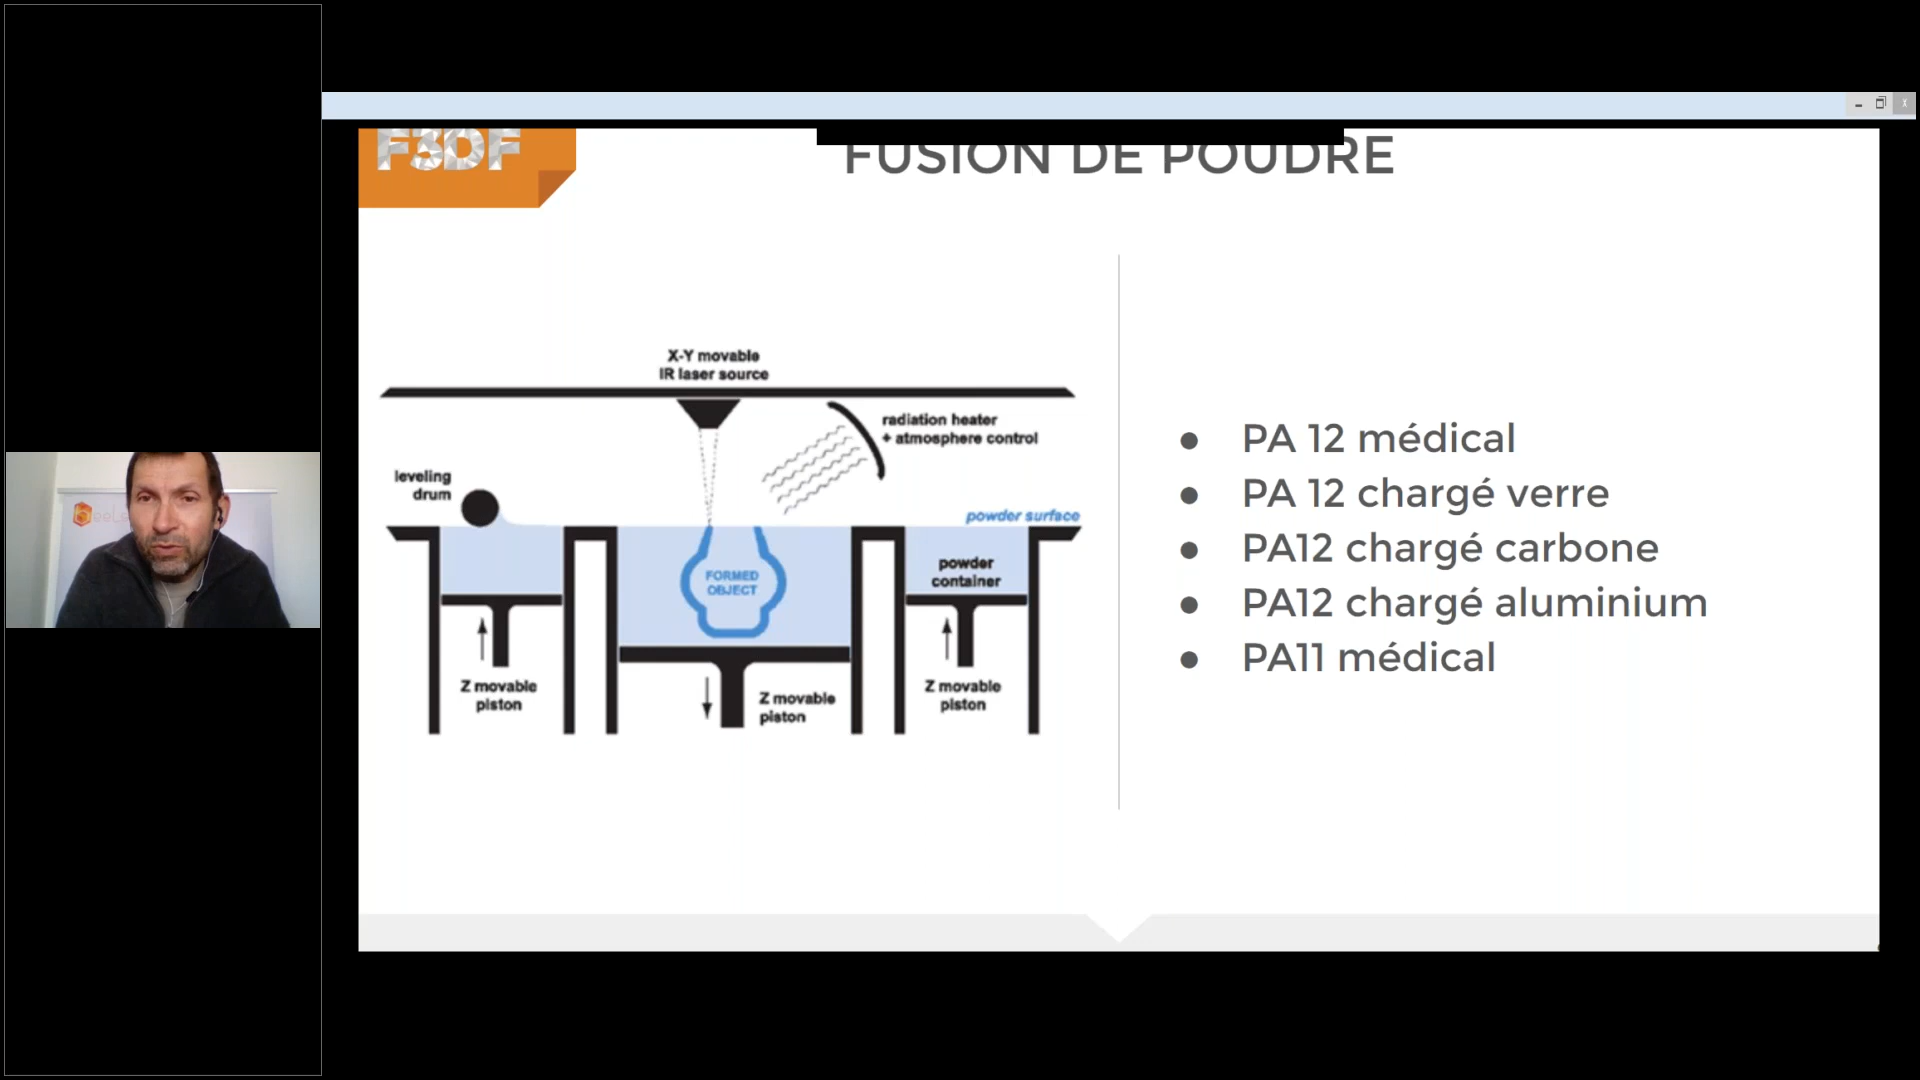 F3DF
FUSION DE POUDRE
X-Y movable
IR laser source
radiation heater
+ atmosphere control
leveling
drum
powder surface
FORMED
OBJECT
powder
container
Z movable
piston
Z movable
piston
Z movable
piston
● PA 12 médical
● PA 12 chargé verre
● PA12 chargé carbone
● PA12 chargé aluminium
● PA11 médical